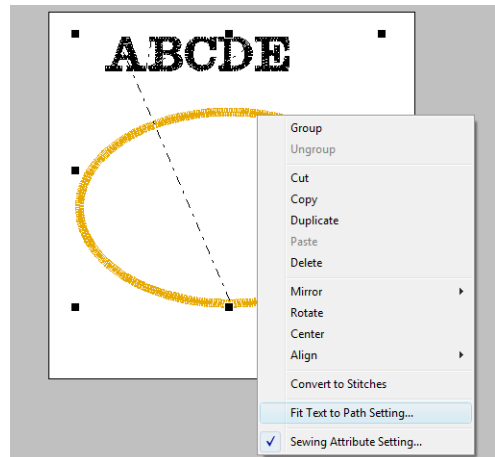 ABCDE
Group
Ungroup
Cut
Copy
Duplicate
Paste
Delete
Mirror
Rotate
Center
Align
Convert to Stitches
Fit Text to Path Setting...
Sewing Attribute Setting...